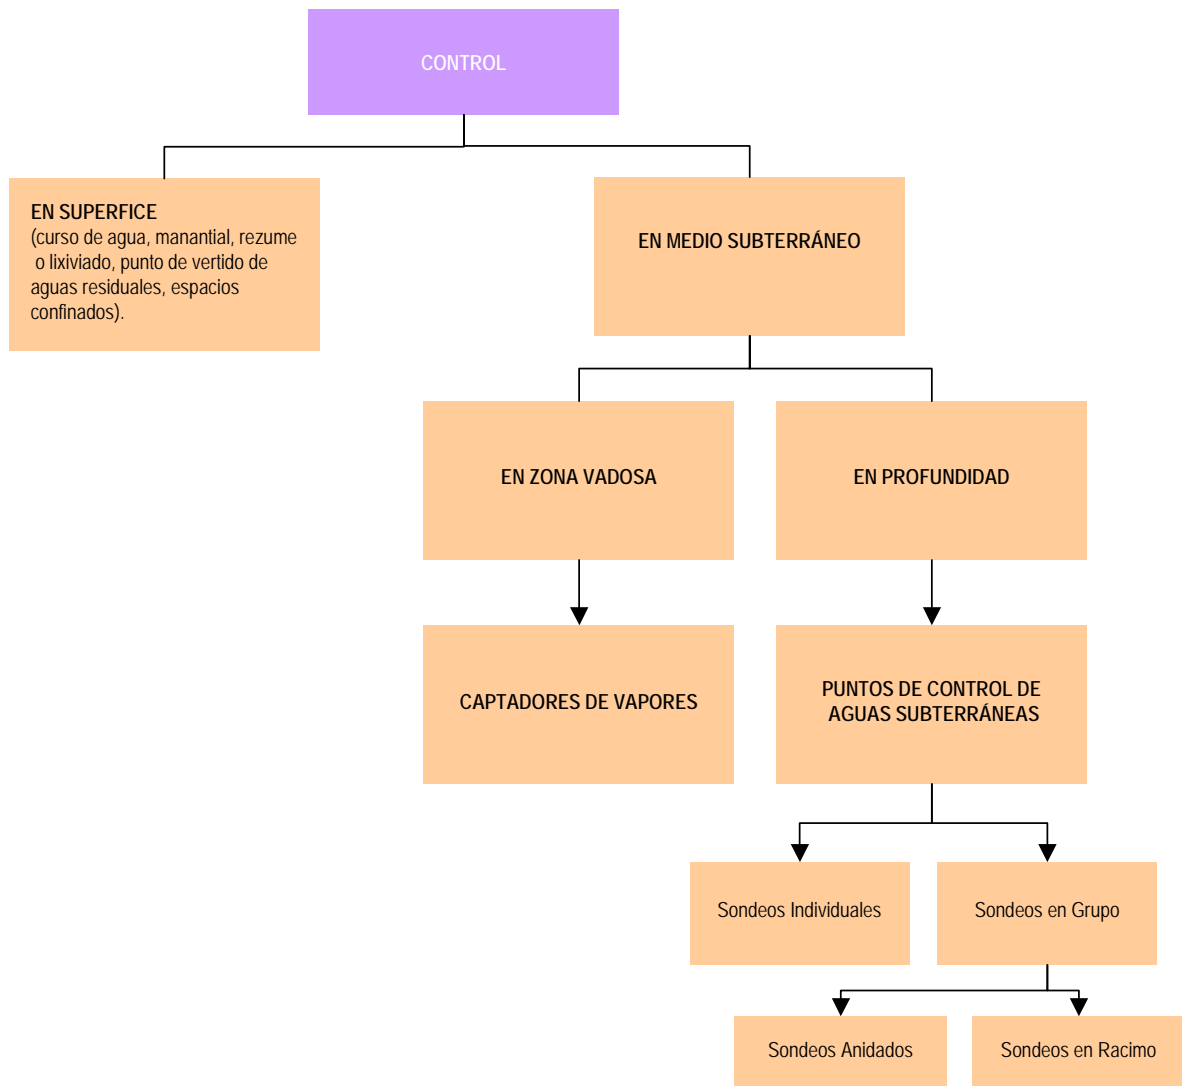 CONTROL
EN SUPERFICE
(curso de agua, manantial, rezume
o lixiviado, punto de vertido de
aguas residuales, espacios
confinados).
EN MEDIO SUBTERRÁNEO
EN ZONA VADOSA
EN PROFUNDIDAD
CAPTADORES DE VAPORES
PUNTOS DE CONTROL DE
AGUAS SUBTERRÁNEAS
Sondeos Individuales
Sondeos en Grupo
Sondeos Anidados
Sondeos en Racimo